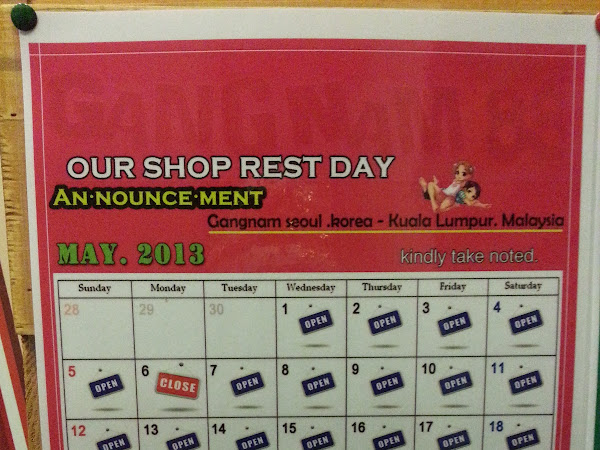 GANGNAM
OUR SHOP REST DAY
AN·NOUNCE·MENT
Gangnam seoul .korea - Kuala Lumpur. Malaysia
MAY. 2013 kindly take noted.
Sunday Monday Tuesday Wednesday Thursday Friday Saturday
28 29 30 1 OPEN 2 OPEN 3 OPEN 4 OPEN
5 OPEN 6 CLOSE 7 OPEN 8 OPEN 9 OPEN 10 OPEN 11 OPEN
12 OPEN 13 OPEN 14 OPEN 15 OPEN 16 OPEN 17 OPEN 18 OPEN